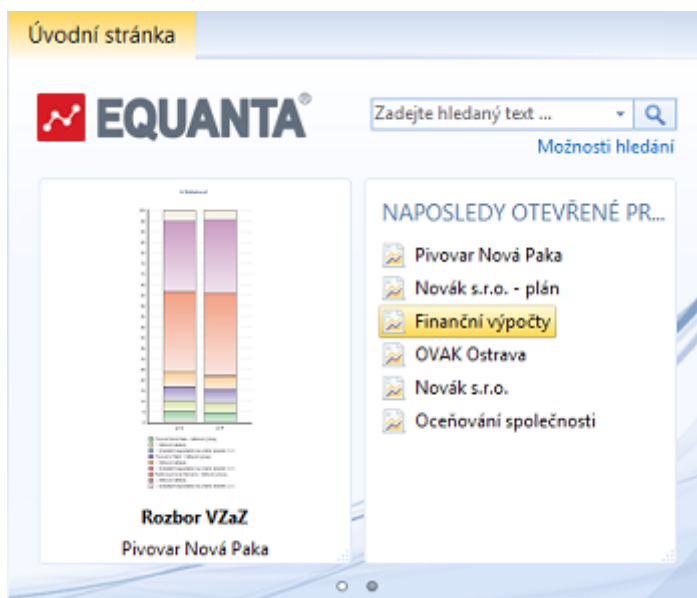 Úvodní stránka
EQUANTA®
Zadejte hledaný text ...
Možnosti hledání
NAPOSLEDY OTEVŘENÉ PR...
Pivovar Nová Paka
Novák s.r.o. - plán
Finanční výpočty
OVAK Ostrava
Novák s.r.o.
Oceňování společnosti
Rozbor VZaZ
Pivovar Nová Paka